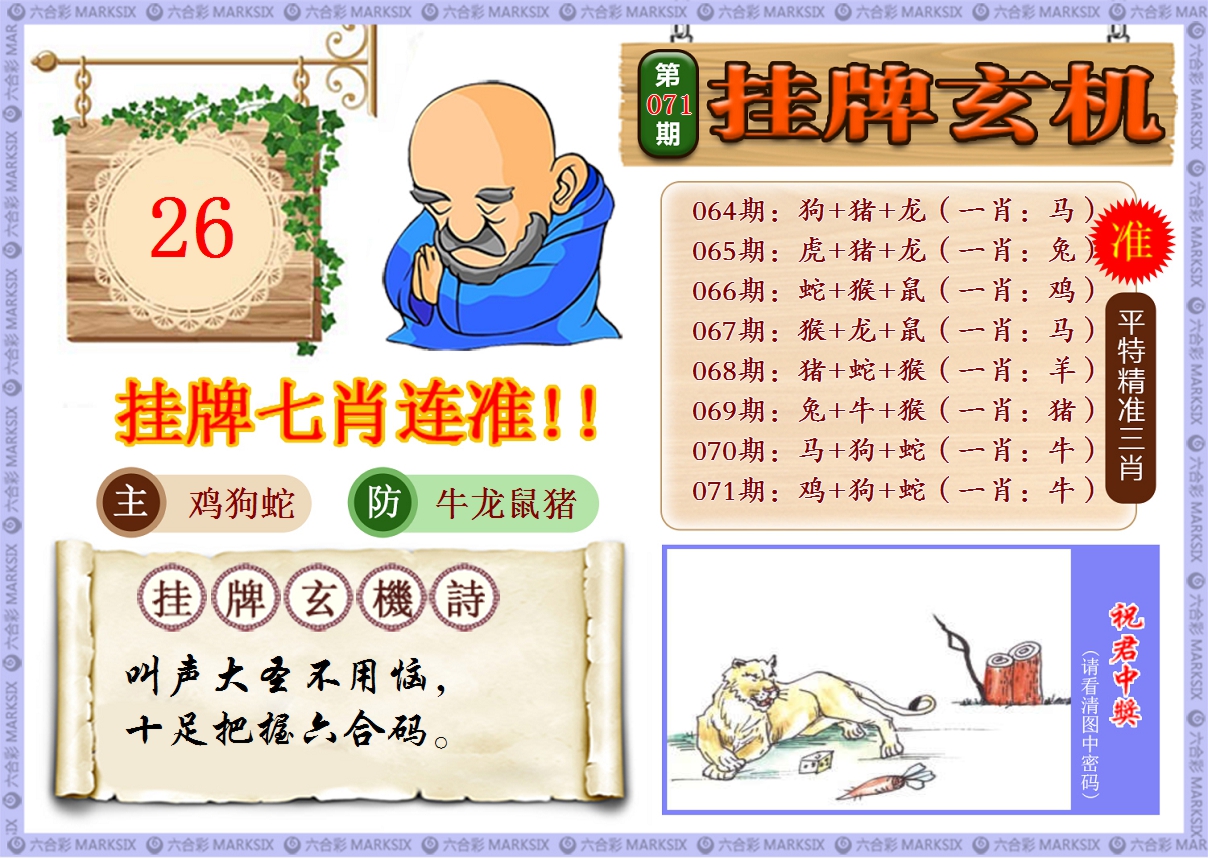 六合彩 MARKSIX
第
071
期
挂牌玄机
26
挂牌七肖连准!!
主 鸡狗蛇
防 牛龙鼠猪
挂牌玄機詩
叫声大圣不用恼，
十足把握六合码。
064期：狗+猪+龙（一肖：马）
065期：虎+猪+龙（一肖：兔）
066期：蛇+猴+鼠（一肖：鸡）
067期：猴+龙+鼠（一肖：马）
068期：猪+蛇+猴（一肖：羊）
069期：兔+牛+猴（一肖：猪）
070期：马+狗+蛇（一肖：牛）
071期：鸡+狗+蛇（一肖：牛）
准
平特精准三肖
祝君中奖
（请看清图中密码）